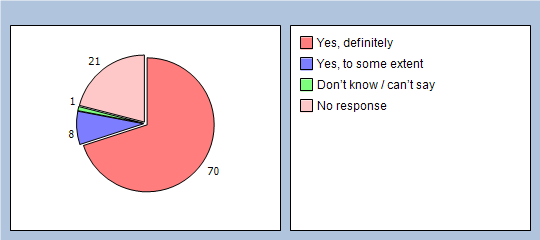 21
1
8
70
Yes, definitely
Yes, to some extent
Don't know / can't say
No response